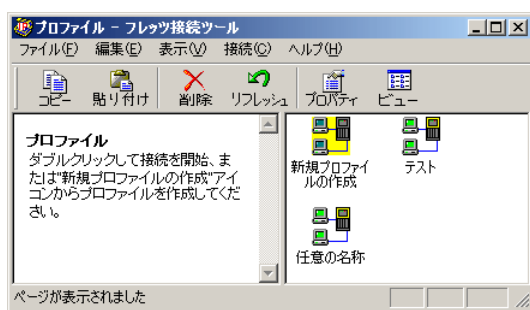 プロファイル - フレッツ接続ツール
ファイル(F) 編集(E) 表示(V) 接続(C) ヘルプ(H)
コピー 貼り付け 削除 リフレッシュ プロパティ ビュー
プロファイル
ダブルクリックして接続を開始、ま
たは"新規プロファイルの作成"アイ
コンからプロファイルを作成してくだ
さい。
新規プロファイ
ルの作成
テスト
任意の名称
ページが表示されました